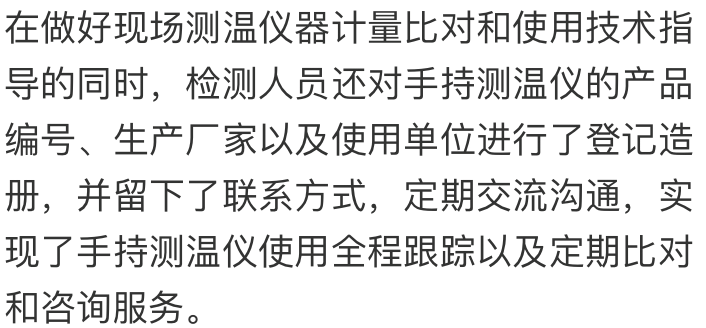 在做好现场测温仪器计量比对和使用技术指
导的同时，检测人员还对手持测温仪的产品
编号、生产厂家以及使用单位进行了登记造
册，并留下了联系方式，定期交流沟通，实
现了手持测温仪使用全程跟踪以及定期比对
和咨询服务。